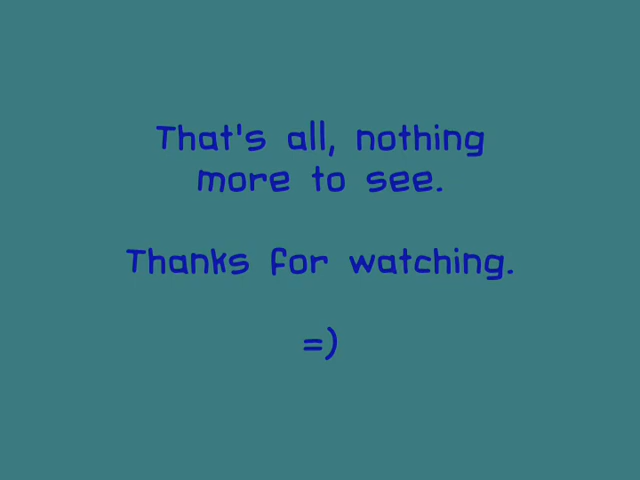 That's all, nothing
more to see.
Thanks for watching.
=)